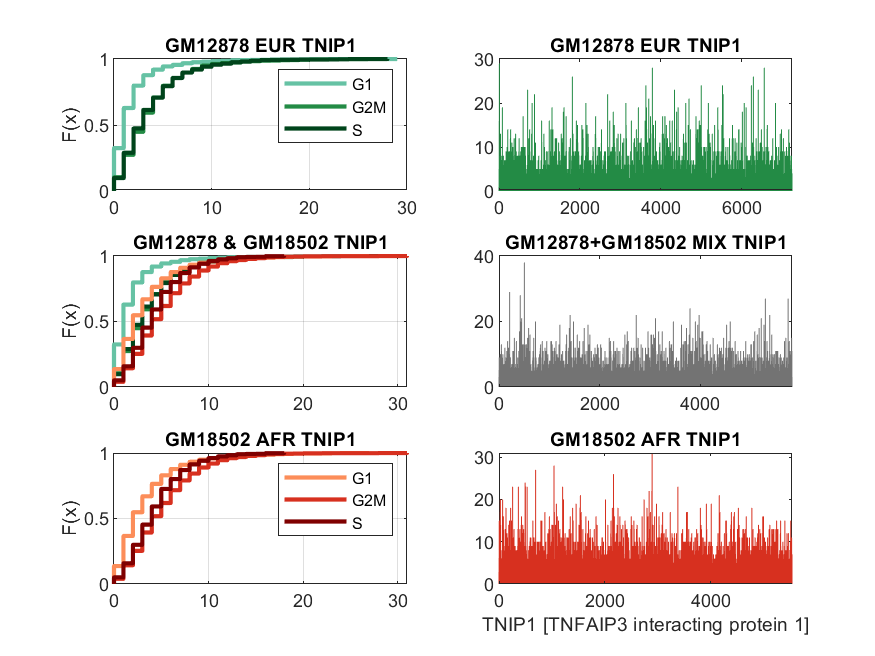 GM12878 EUR TNIP1
F(x)
1
0.5
0
0 10 20 30
G1
G2M
S
GM12878 EUR TNIP1
30
20
10
0
0 2000 4000 6000
GM12878 & GM18502 TNIP1
F(x)
1
0.5
0
0 10 20 30
GM12878+GM18502 MIX TNIP1
40
20
0
0 2000 4000
GM18502 AFR TNIP1
F(x)
1
0.5
0
0 10 20 30
G1
G2M
S
GM18502 AFR TNIP1
30
20
10
0
0 2000 4000
TNIP1 [TNFAIP3 interacting protein 1]